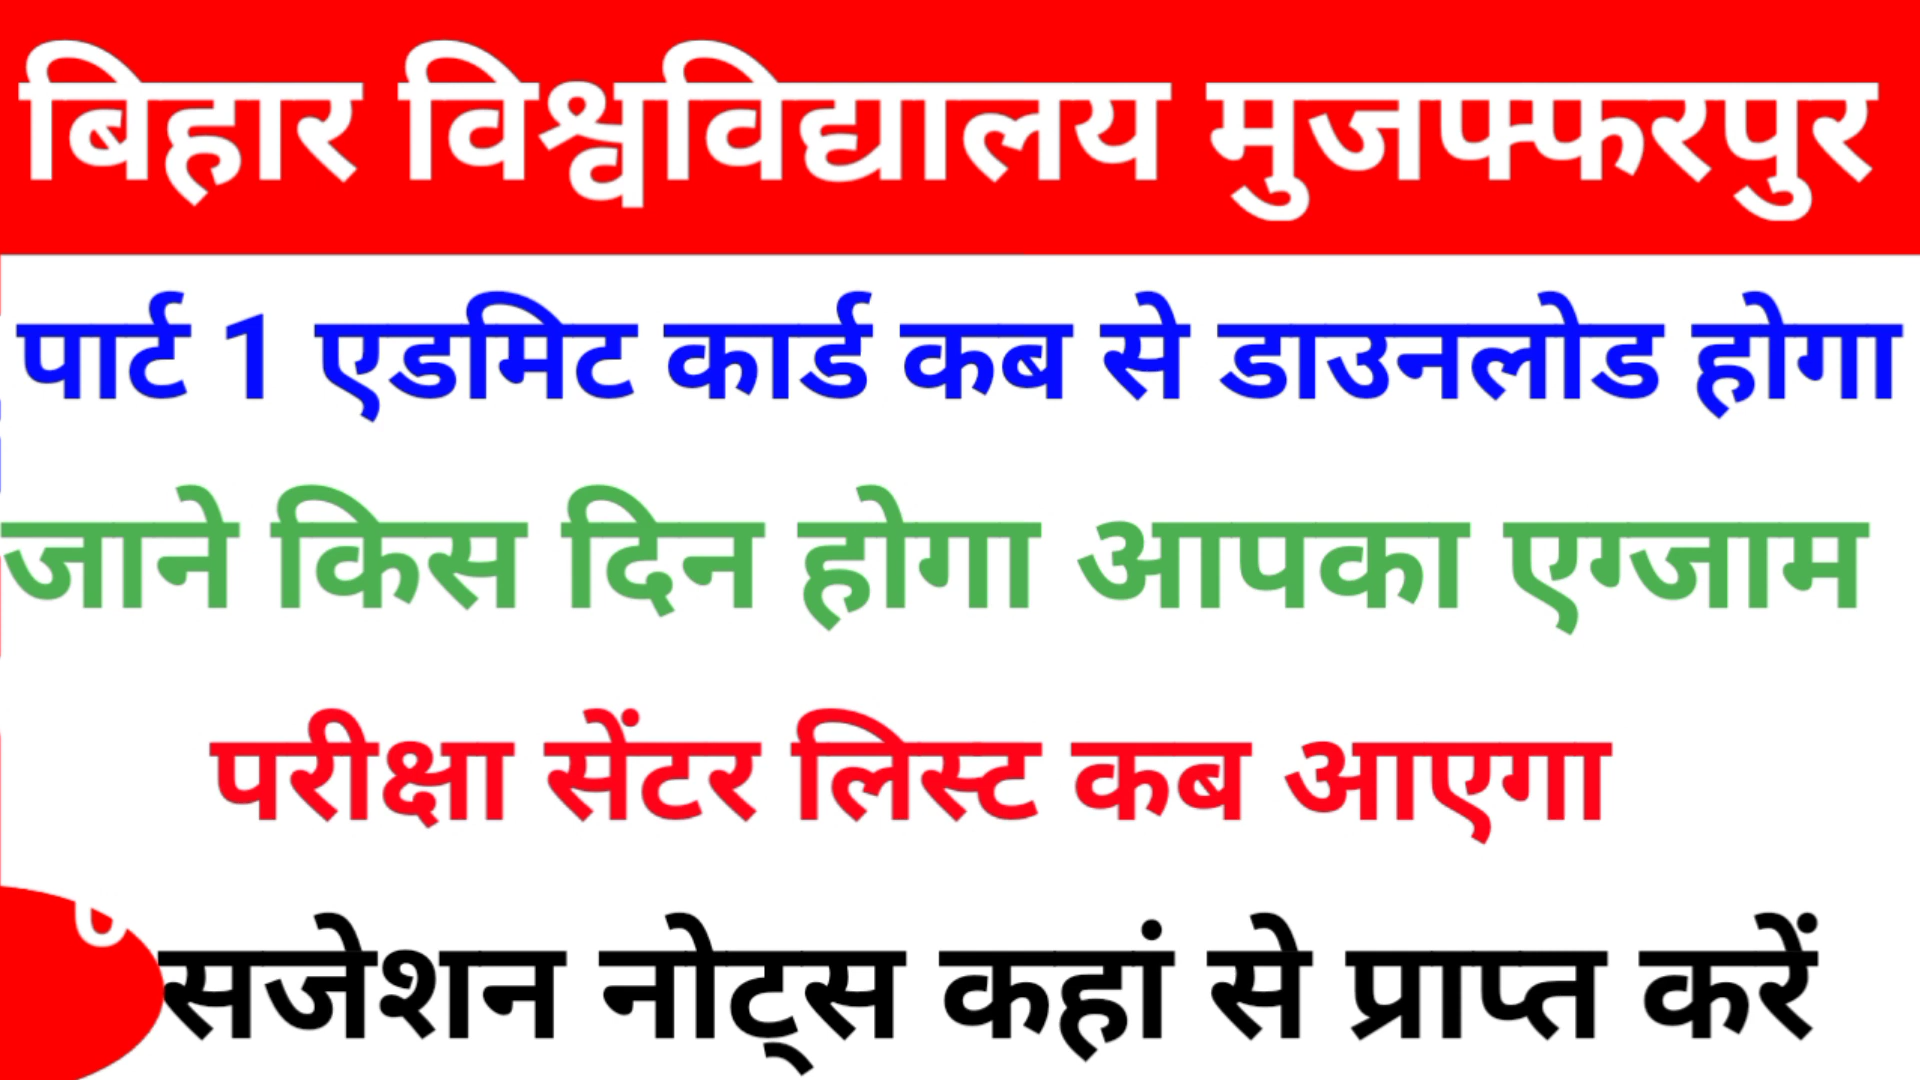 बिहार विश्वविद्यालय मुजफ्फरपुर
पार्ट 1 एडमिट कार्ड कब से डाउनलोड होगा
जाने किस दिन होगा आपका एग्जाम
परीक्षा सेंटर लिस्ट कब आएगा
सजेशन नोट्स कहां से प्राप्त करें